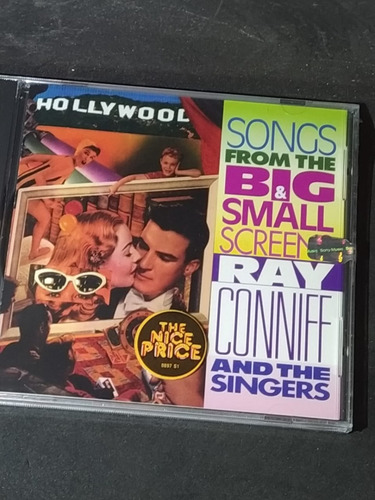 HOLLYWOOD
SONGS
FROM THE
BIG
&
SMALL
SCREEN
RAY
CONNIFF
AND THE
SINGERS
THE
NICE
PRICE